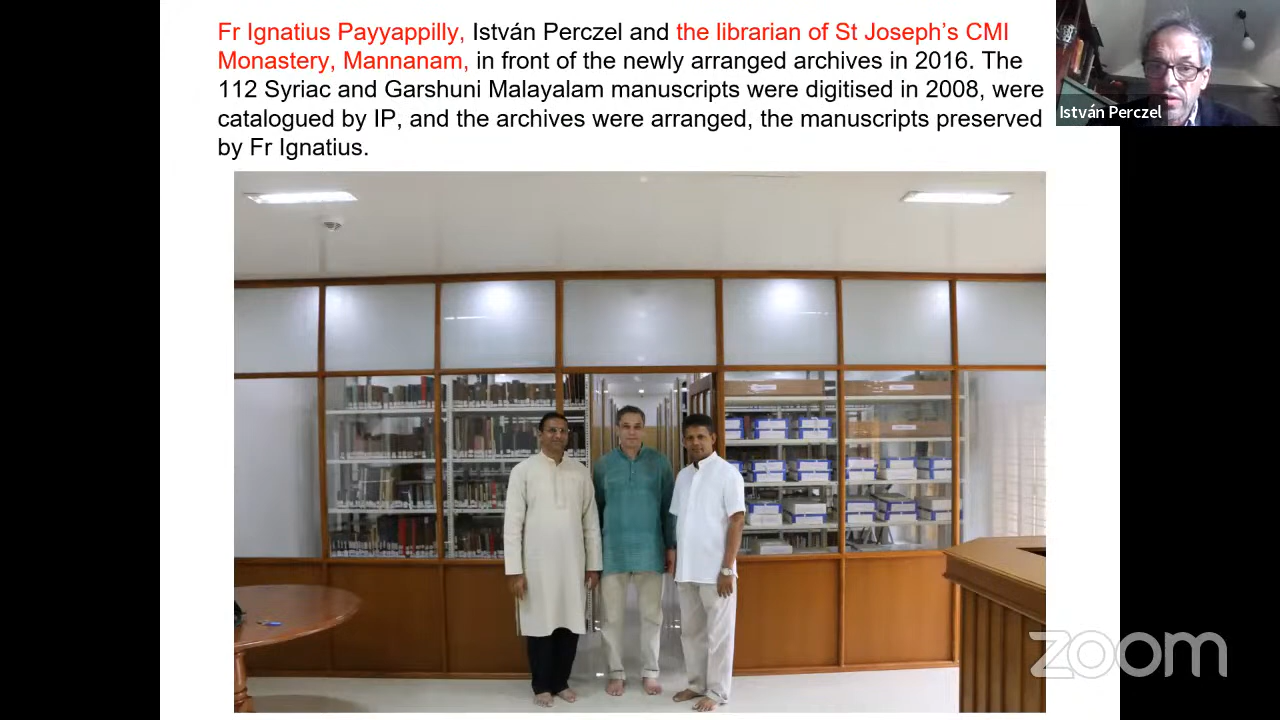 Fr Ignatius Payyappilly, István Perczel and the librarian of St Joseph’s CMI
Monastery, Mannanam, in front of the newly arranged archives in 2016. The
112 Syriac and Garshuni Malayalam manuscripts were digitised in 2008, were
catalogued by IP, and the archives were arranged, the manuscripts preserved
by Fr Ignatius.
István Perczel
zoom